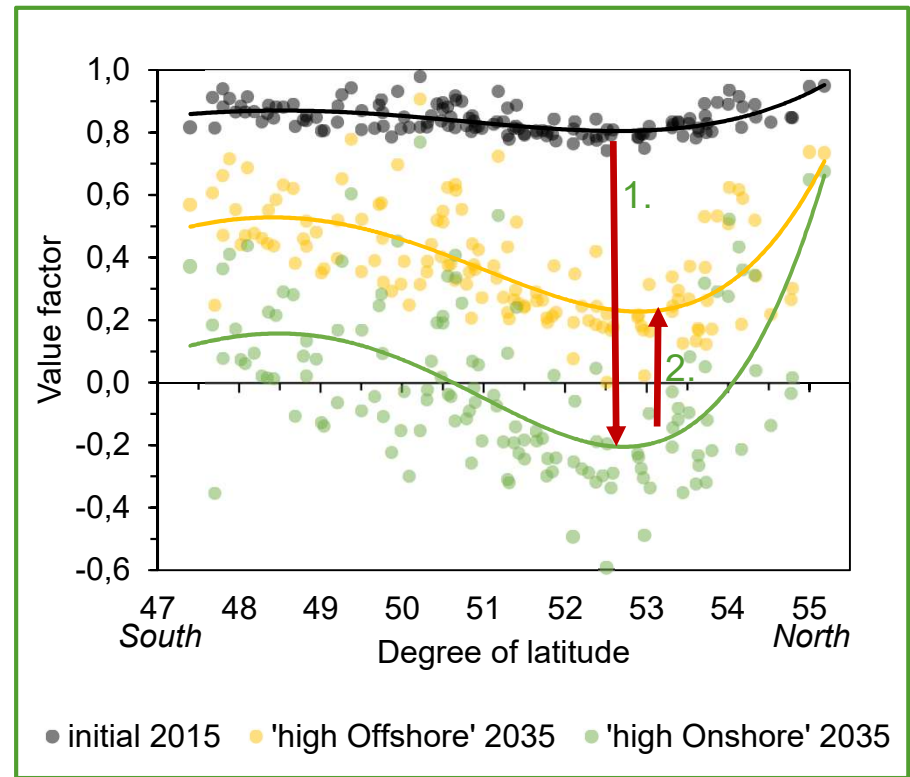 1,0
0,8
0,6
0,4
0,2
0,0
-0,2
-0,4
-0,6
Value factor
1.
2.
47 48 49 50 51 52 53 54 55
South North
Degree of latitude
initial 2015 'high Offshore' 2035 'high Onshore' 2035